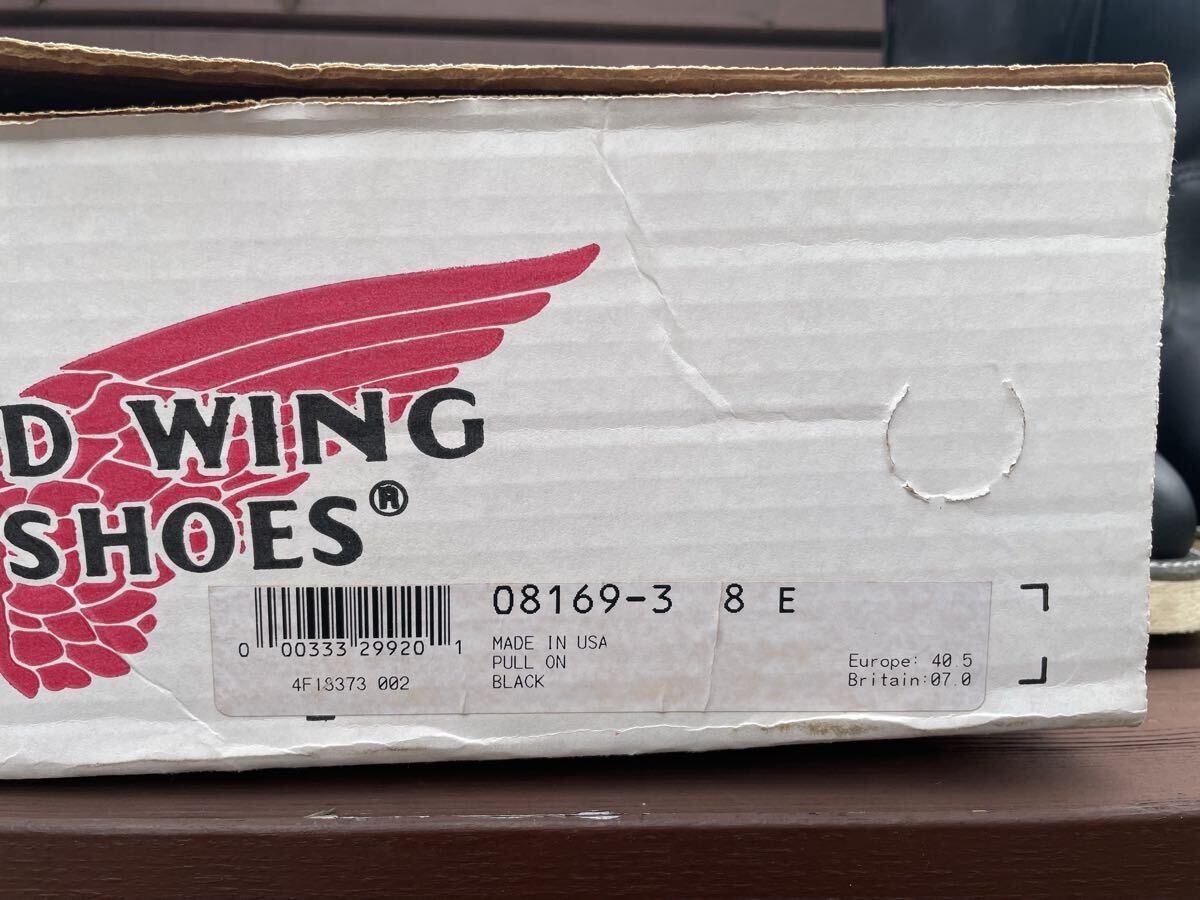 D WING
SHOES®
08169-3 8 E
0 00333 29920 1
MADE IN USA
PULL ON
4F18373 002
BLACK
Europe: 40.5
Britain:07.0